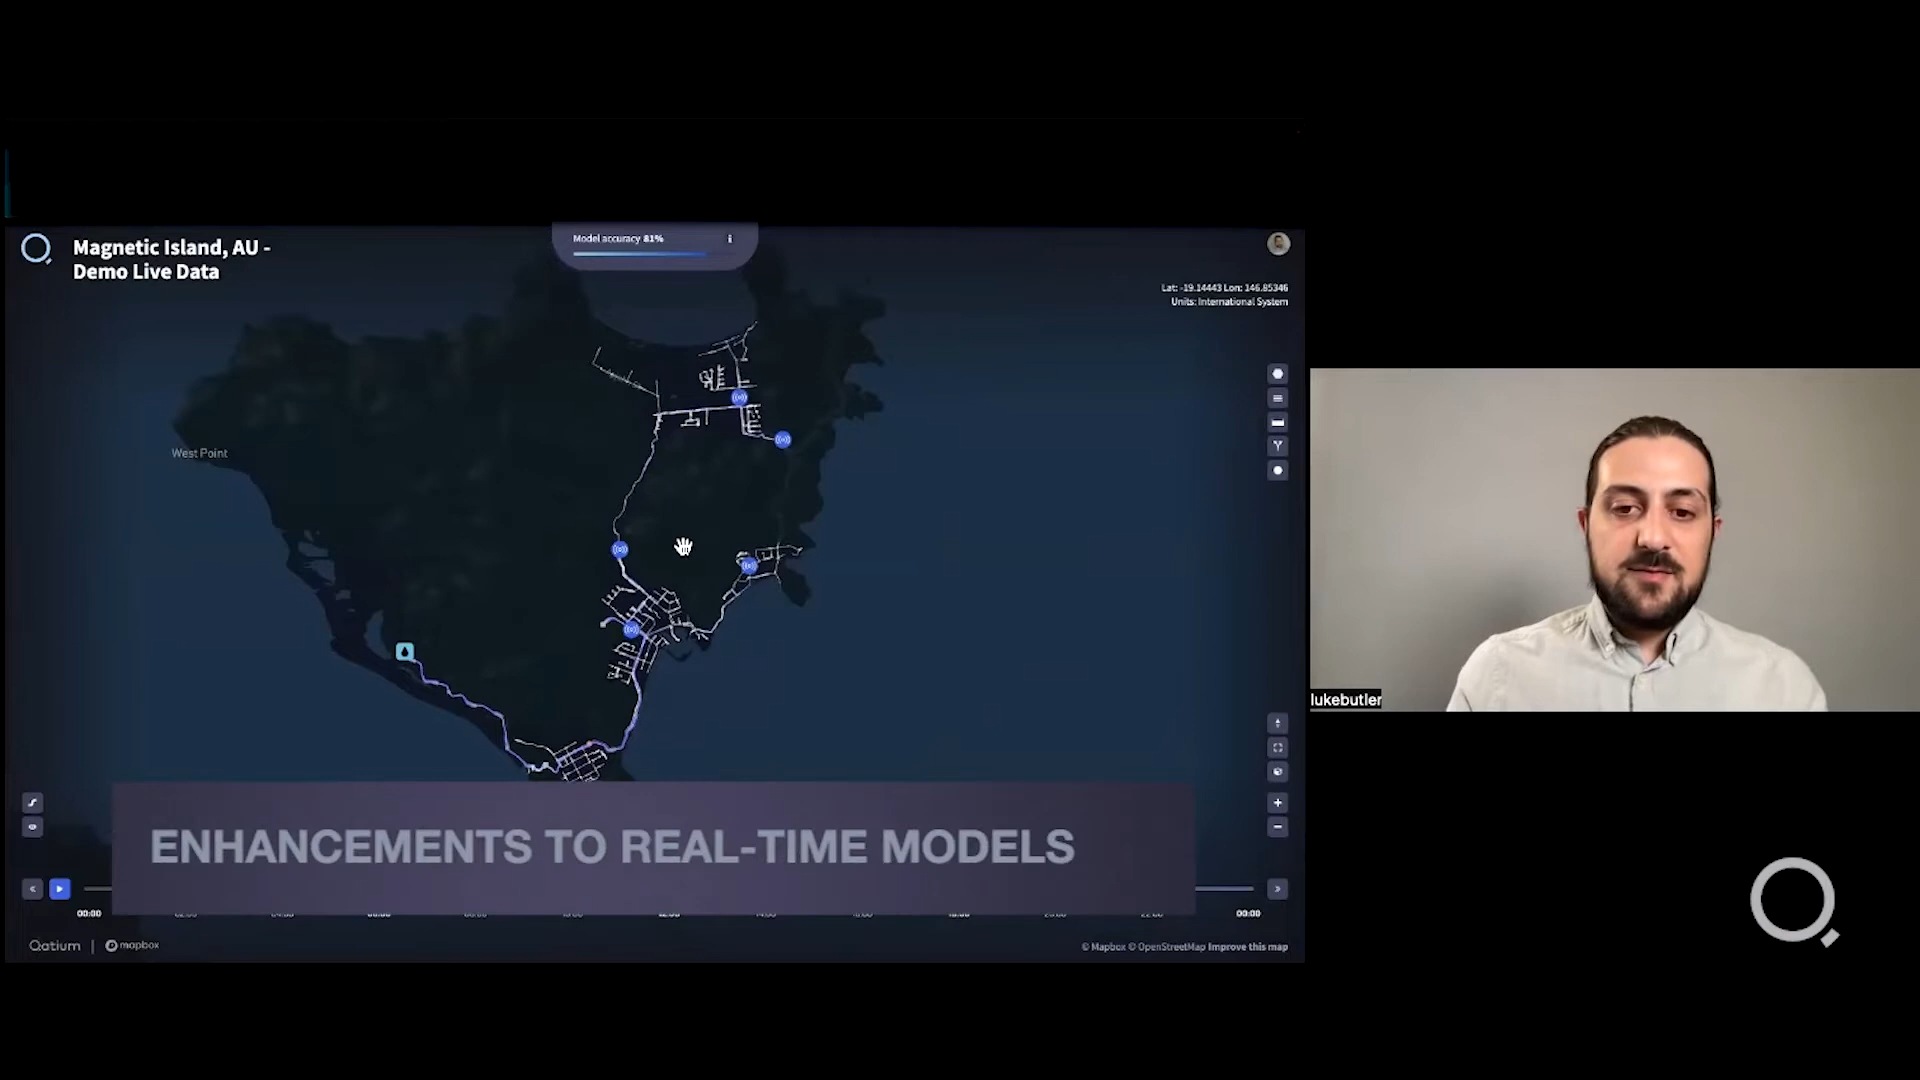 Magnetic Island, AU -
Demo Live Data
Model accuracy 81%
i
Lat: -19.14443 Lon: 146.85346
Units: International System
West Point
lukebutler
ENHANCEMENTS TO REAL-TIME MODELS
00:00
00:00
Qatium | mapbox
© Mapbox © OpenStreetMap Improve this map